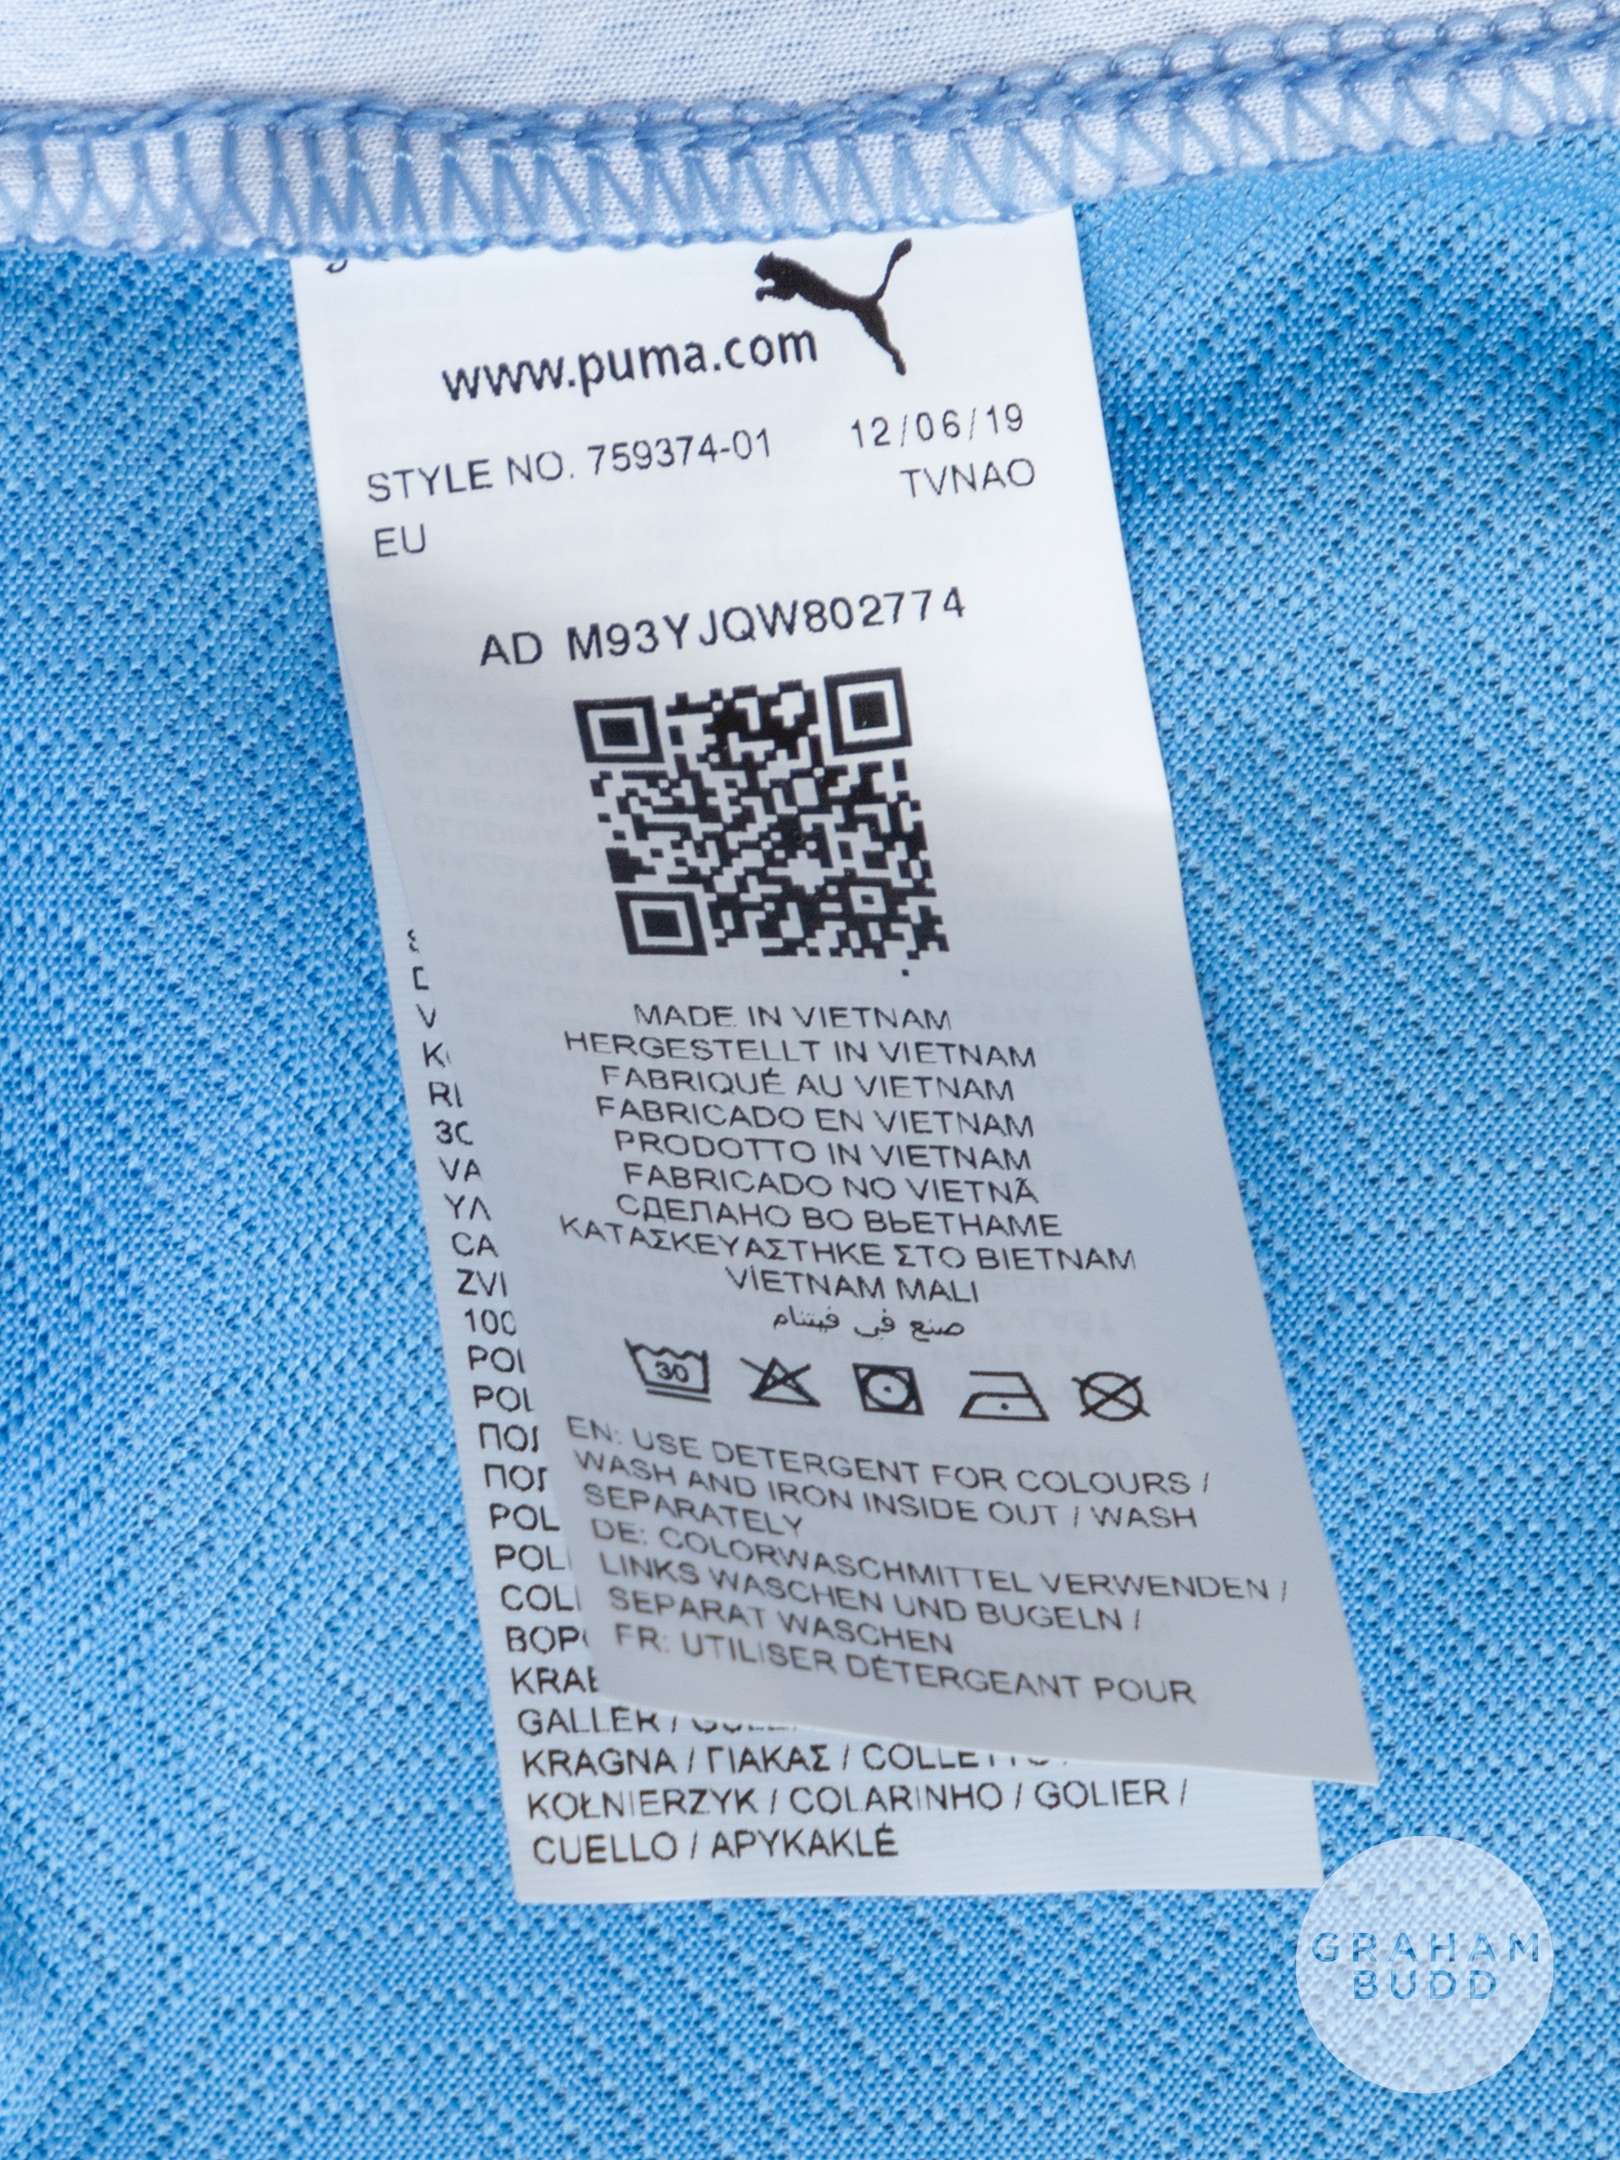 www.puma.com
STYLE NO. 759374-01 12/06/19
EU TVNAO
AD M93YJQW802774
MADE IN VIETNAM
HERGESTELLT IN VIETNAM
FABRIQUÉ AU VIETNAM
FABRICADO EN VIETNAM
PRODOTTO IN VIETNAM
FABRICADO NO VIETNÃ
СДЕЛАНО ВО ВЬЕТНАМЕ
ΚΑΤΑΣΚΕΥΑΣΤΗΚΕ ΣΤΟ ΒΙΕΤΝΑΜ
VİETNAM MALI
صنع في فيتنام
30
EN: USE DETERGENT FOR COLOURS /
WASH AND IRON INSIDE OUT / WASH
SEPARATELY
DE: COLORWASCHMITTEL VERWENDEN /
LINKS WASCHEN UND BUGELN /
SEPARAT WASCHEN
FR: UTILISER DÉTERGEANT POUR
GALLER /
KRAGNA / ΓΙΑΚΑΣ / COLLETTO /
KOŁNIERZYK / COLARINHO / GOLIER /
CUELLO / APYKAKLĖ
GRAHAM
BUDD